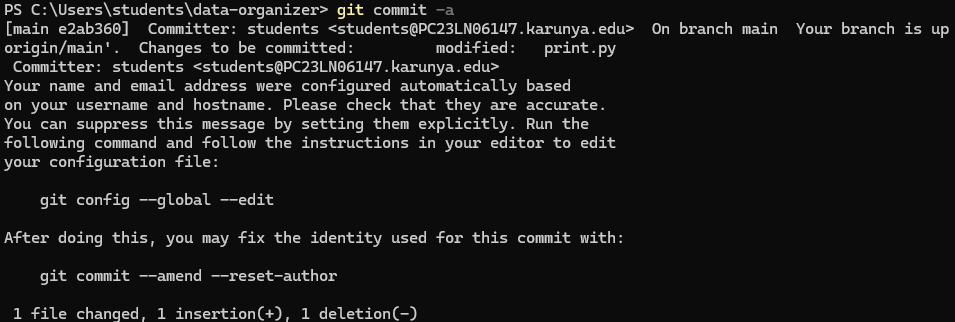 PS C:\Users\students\data-organizer> git commit -a
[main e2ab360]  Committer: students <students@PC23LN06147.karunya.edu>  On branch main  Your branch is up
origin/main'.  Changes to be committed:         modified:   print.py
 Committer: students <students@PC23LN06147.karunya.edu>
Your name and email address were configured automatically based
on your username and hostname. Please check that they are accurate.
You can suppress this message by setting them explicitly. Run the
following command and follow the instructions in your editor to edit
your configuration file:
    git config --global --edit
After doing this, you may fix the identity used for this commit with:
    git commit --amend --reset-author
 1 file changed, 1 insertion(+), 1 deletion(-)